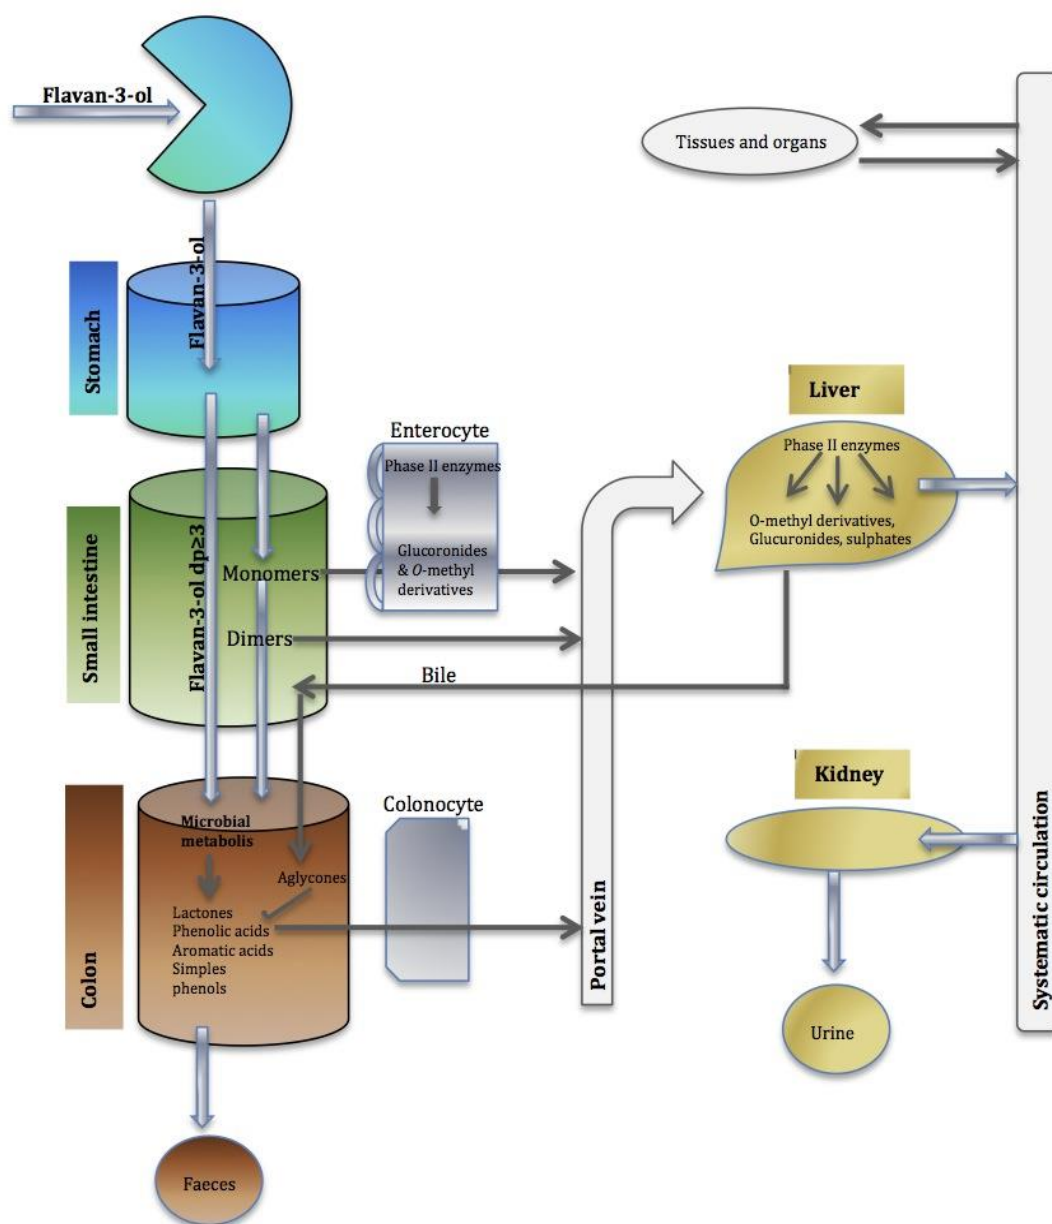 Flavan-3-ol
Tissues and organs
Flavan-3-ol
Stomach
Liver
Enterocyte
Phase II enzymes
Glucoronides
& O-methyl
derivatives
Phase II enzymes
O-methyl derivatives,
Glucuronides, sulphates
Small intestine
Flavan-3-ol dp≥3
Monomers
Dimers
Bile
Kidney
Colonocyte
Microbial
metabolis
Aglycones
Lactones
Phenolic acids
Aromatic acids
Simples
phenols
Colon
Portal vein
Systematic circulation
Urine
Faeces